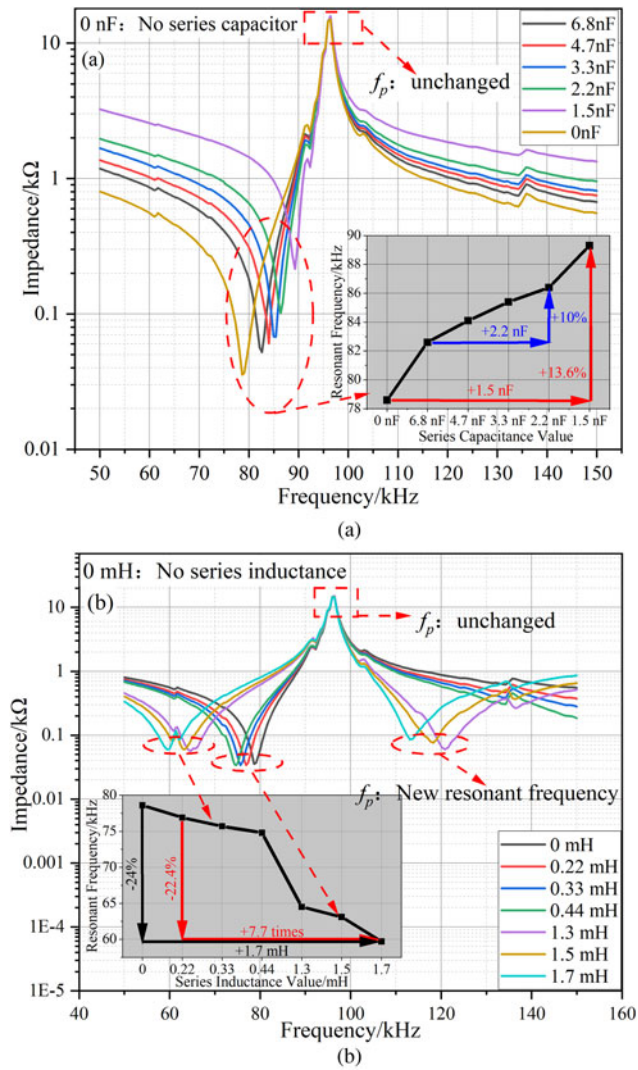 0 nF: No series capacitor
(a)
fp: unchanged
6.8nF
4.7nF
3.3nF
2.2nF
1.5nF
0nF
10
1
0.1
0.01
Impedance/kΩ
50 60 70 80 90 100 110 120 130 140 150
Frequency/kHz
90
88
86
84
82
80
78
Resonant Frequency/kHz
+10%
+2.2 nF
+13.6%
+1.5 nF
0 nF 6.8 nF 4.7 nF 3.3 nF 2.2 nF 1.5 nF
Series Capacitance Value
(a)
0 mH: No series inductance
(b)
fp: unchanged
10
1
0.1
0.01
0.001
1E-4
1E-5
Impedance/kΩ
fp: New resonant frequency
80
75
70
65
60
Resonant Frequency/kHz
-24%
-22.4%
+7.7 times
+1.7 mH
0 0.22 0.33 0.44 1.3 1.5 1.7
Series Inductance Value/mH
0 mH
0.22 mH
0.33 mH
0.44 mH
1.3 mH
1.5 mH
1.7 mH
40 60 80 100 120 140 160
Frequency/kHz
(b)